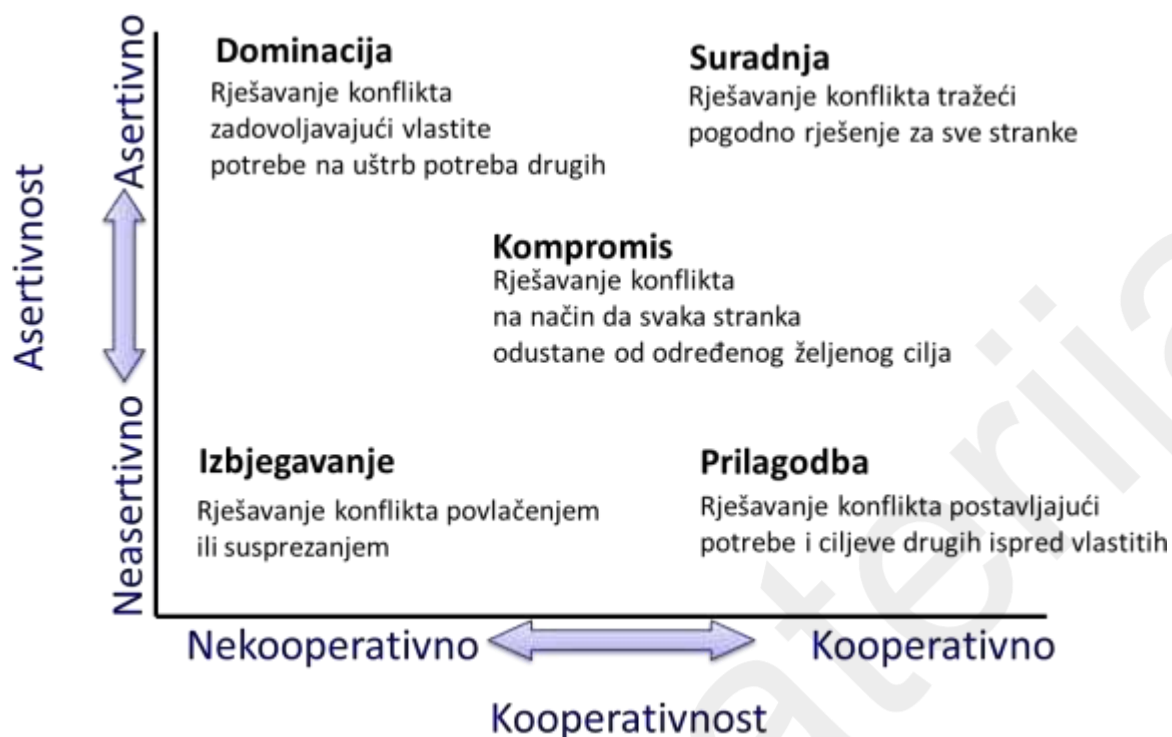 Asertivnost
Asertivno
Neasertivno
Dominacija
Rješavanje konflikta
zadovoljavajući vlastite
potrebe na uštrb potreba drugih
Suradnja
Rješavanje konflikta tražeći
pogodno rješenje za sve stranke
Kompromis
Rješavanje konflikta
na način da svaka stranka
odustane od određenog željenog cilja
Izbjegavanje
Rješavanje konflikta povlačenjem
ili susprezanjem
Prilagodba
Rješavanje konflikta postavljajući
potrebe i ciljeve drugih ispred vlastitih
Nekooperativno
Kooperativno
Kooperativnost